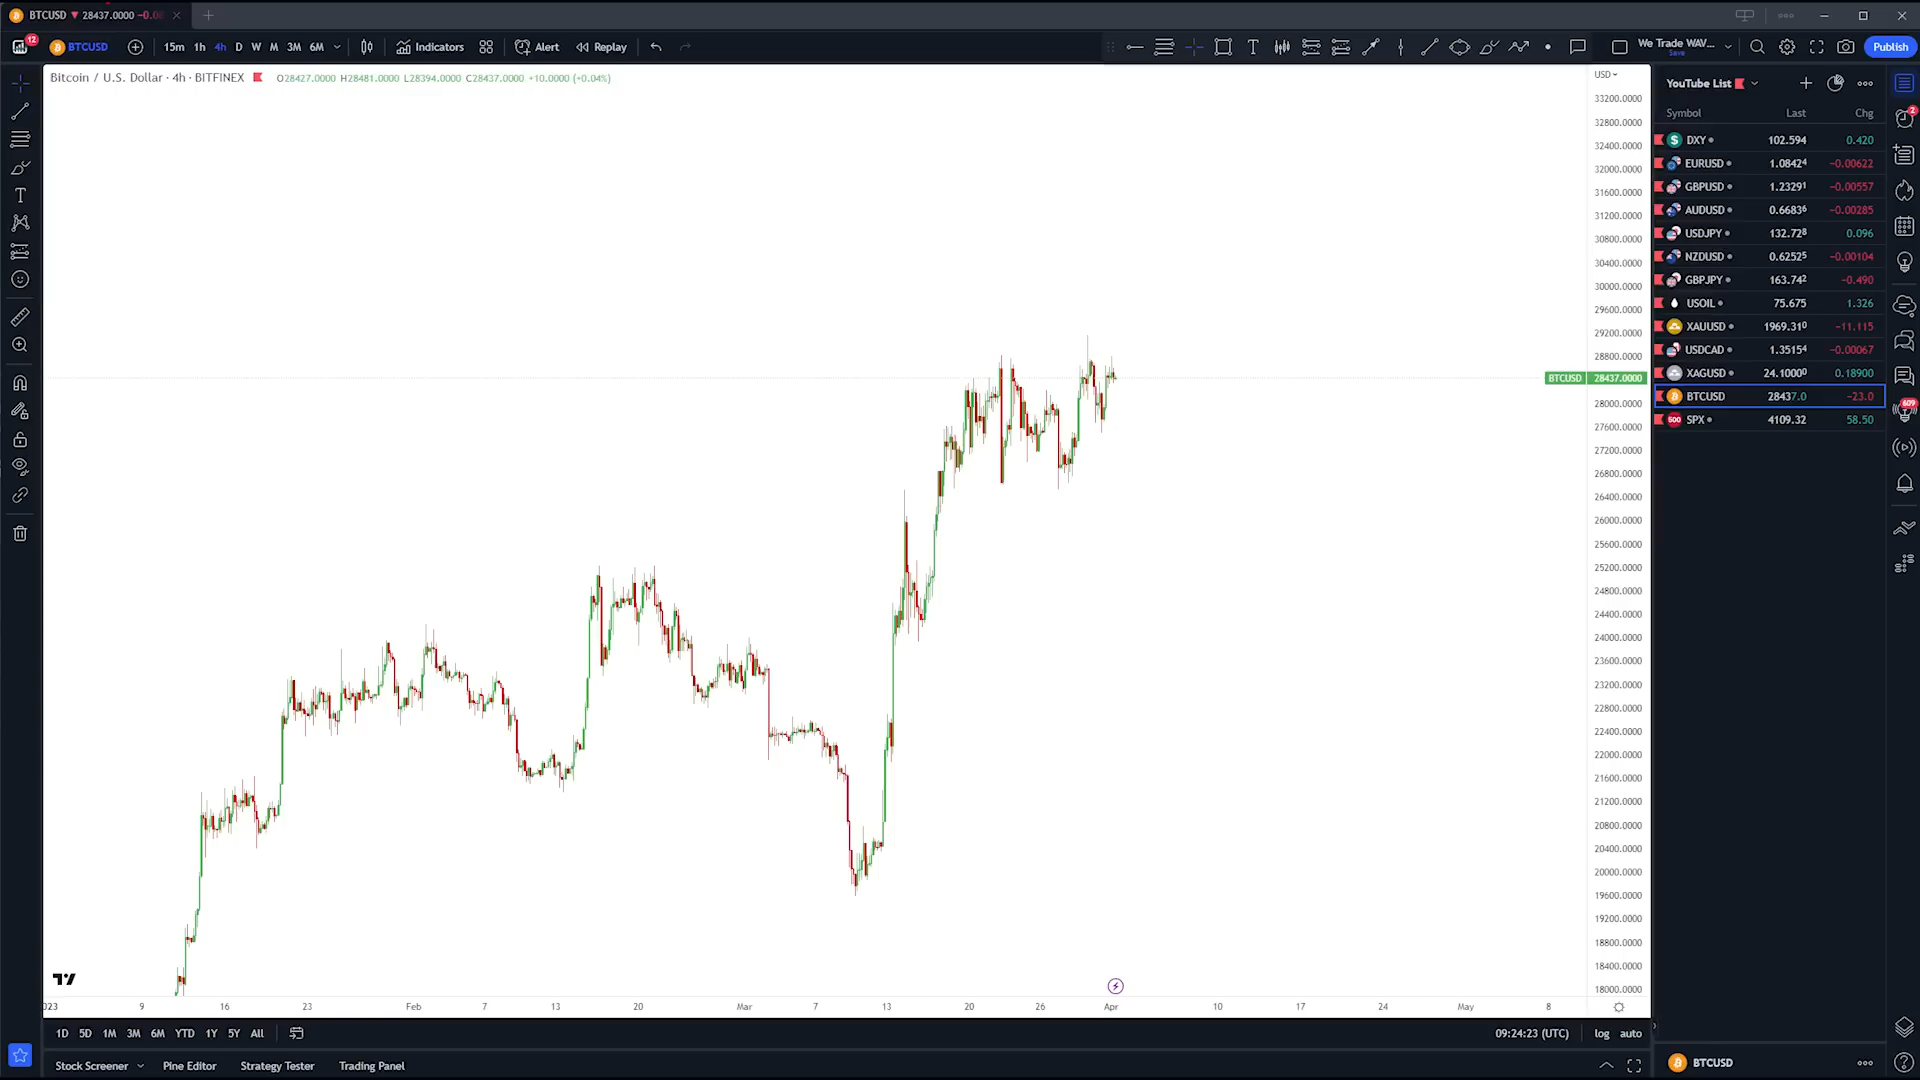 BTCUSD ▼ 28437.0000 −0.0
12
BTCUSD
15m 1h 4h D W M 3M 6M
Indicators
Alert
Replay
We Trade WAV...
Save
Publish
Bitcoin / U.S. Dollar · 4h · BITFINEX
O28427.0000 H28481.0000 L28394.0000 C28437.0000 +10.0000 (+0.04%)
USD
33200.0000
32800.0000
32400.0000
32000.0000
31600.0000
31200.0000
30800.0000
30400.0000
30000.0000
29600.0000
29200.0000
28800.0000
BTCUSD 28437.0000
28000.0000
27600.0000
27200.0000
26800.0000
26400.0000
26000.0000
25600.0000
25200.0000
24800.0000
24400.0000
24000.0000
23600.0000
23200.0000
22800.0000
22400.0000
22000.0000
21600.0000
21200.0000
20800.0000
20400.0000
20000.0000
19600.0000
19200.0000
18800.0000
18400.0000
18000.0000
023 9 16 23 Feb 7 13 20 Mar 7 13 20 26 Apr 10 17 24 May 8
1D 5D 1M 3M 6M YTD 1Y 5Y All
09:24:23 (UTC) log auto
Stock Screener Pine Editor Strategy Tester Trading Panel
YouTube List
Symbol Last Chg
DXY 102.594 0.420
EURUSD 1.08424 −0.00622
GBPUSD 1.23291 −0.00557
AUDUSD 0.66836 −0.00285
USDJPY 132.728 0.096
NZDUSD 0.62525 −0.00104
GBPJPY 163.742 −0.490
USOIL 75.675 1.326
XAUUSD 1969.310 −11.115
USDCAD 1.35154 −0.00067
XAGUSD 24.10000 0.18900
BTCUSD 28437.0 −23.0
500 SPX 4109.32 58.50
BTCUSD
2
609